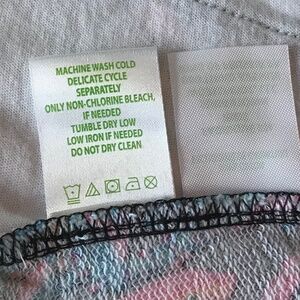 MACHINE WASH COLD
DELICATE CYCLE
SEPARATELY
ONLY NON-CHLORINE BLEACH,
IF NEEDED
TUMBLE DRY LOW
LOW IRON IF NEEDED
DO NOT DRY CLEAN